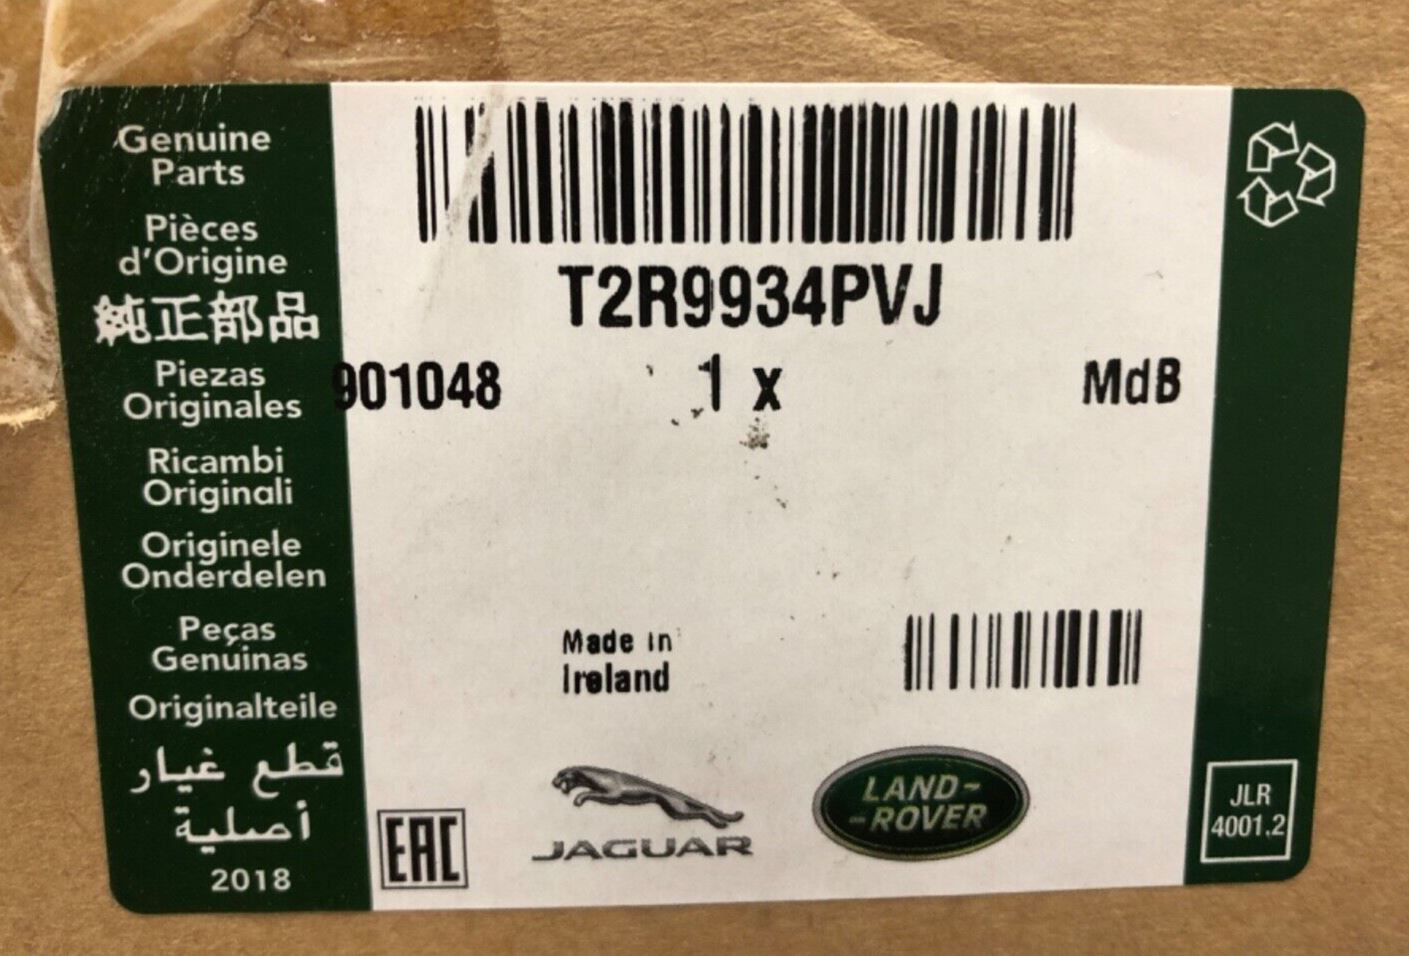 Genuine
Parts
Pièces
d'Origine
純正部品
Piezas
Originales
Ricambi
Originali
Originele
Onderdelen
Peças
Genuinas
Originalteile
قطع غيار
أصلية
2018
T2R9934PVJ
901048 1 x MdB
Made in
Ireland
EAC
JAGUAR
LAND-
-ROVER
JLR
4001.2